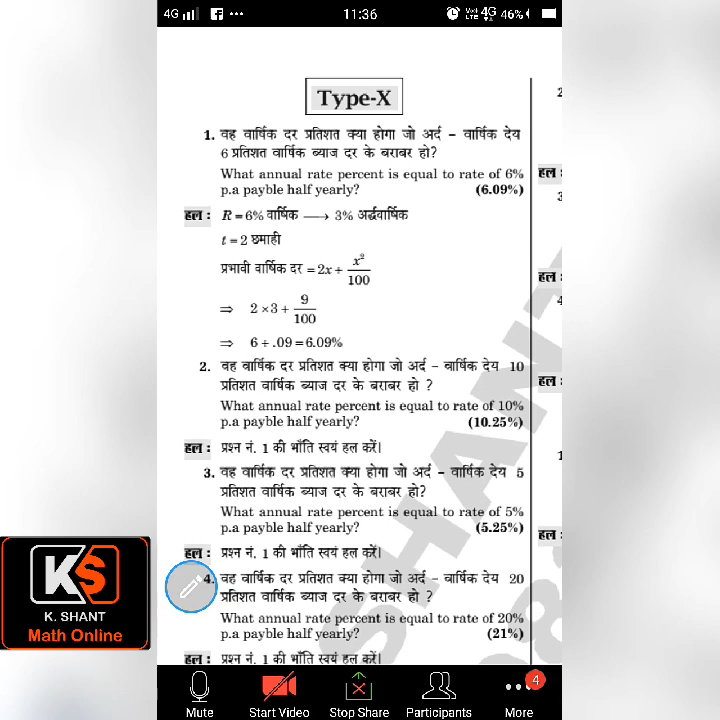 4G
11:36
4G 46%
Type-X
1. वह वार्षिक दर प्रतिशत क्या होगा जो अर्द – वार्षिक देय
6 प्रतिशत वार्षिक ब्याज दर के बराबर हो?
What annual rate percent is equal to rate of 6%
p.a payble half yearly? (6.09%)
हल : R = 6% वार्षिक ⟶ 3% अर्द्धवार्षिक
t = 2 छमाही
प्रभावी वार्षिक दर = 2x + x²/100
⇒ 2 × 3 + 9/100
⇒ 6 + .09 = 6.09%
2. वह वार्षिक दर प्रतिशत क्या होगा जो अर्द – वार्षिक देय 10
प्रतिशत वार्षिक ब्याज दर के बराबर हो ?
What annual rate percent is equal to rate of 10%
p.a payble half yearly? (10.25%)
हल : प्रश्न नं. 1 की भाँति स्वयं हल करें।
3. वह वार्षिक दर प्रतिशत क्या होगा जो अर्द – वार्षिक देय 5
प्रतिशत वार्षिक ब्याज दर के बराबर हो?
What annual rate percent is equal to rate of 5%
p.a payble half yearly? (5.25%)
हल : प्रश्न नं. 1 की भाँति स्वयं हल करें।
4. वह वार्षिक दर प्रतिशत क्या होगा जो अर्द – वार्षिक देय 20
प्रतिशत वार्षिक ब्याज दर के बराबर हो ?
What annual rate percent is equal to rate of 20%
p.a payble half yearly? (21%)
हल : प्रश्न नं. 1 की भाँति स्वयं हल करें।
हल :
हल :
हल :
हल :
KS
K. SHANT
Math Online
SHANT
Mute Start Video Stop Share Participants More
4